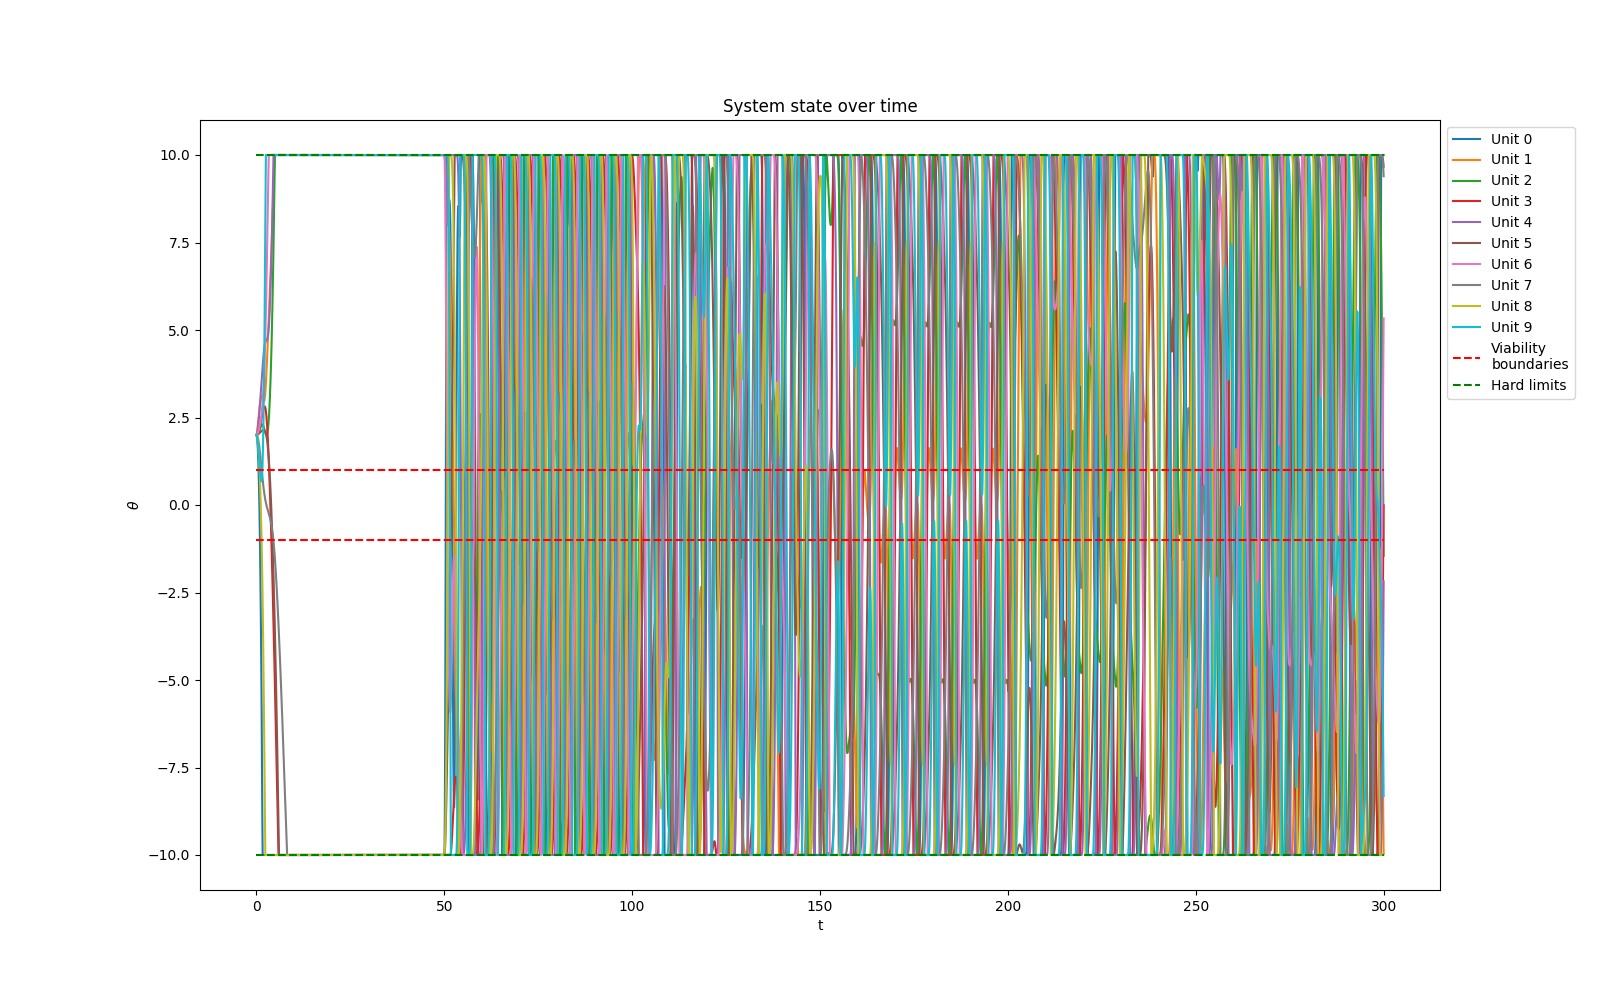 System state over time
10.0
7.5
5.0
2.5
0.0
−2.5
−5.0
−7.5
−10.0
θ
0
50
100
150
200
250
300
t
Unit 0
Unit 1
Unit 2
Unit 3
Unit 4
Unit 5
Unit 6
Unit 7
Unit 8
Unit 9
Viability
boundaries
Hard limits